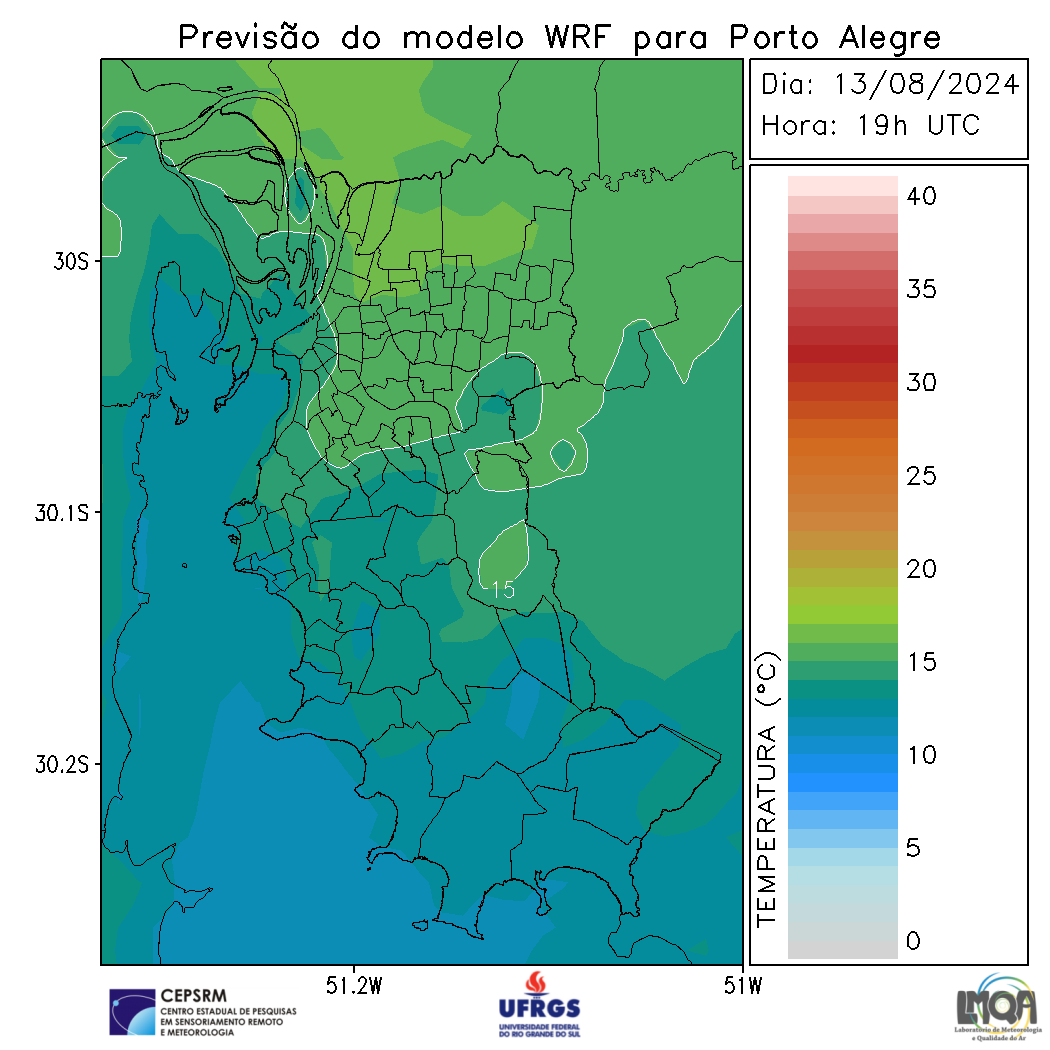 Previsão do modelo WRF para Porto Alegre
Dia: 13/08/2024
Hora: 19h UTC
40
35
30
25
20
15
10
5
0
TEMPERATURA (°C)
30S
30.1S
30.2S
15
51.2W
51W
CEPSRM
CENTRO ESTADUAL DE PESQUISAS
EM SENSORIAMENTO REMOTO
E METEOROLOGIA
UFRGS
UNIVERSIDADE FEDERAL
DO RIO GRANDE DO SUL
LMQA
Laboratório de Meteorologia
e Qualidade do Ar